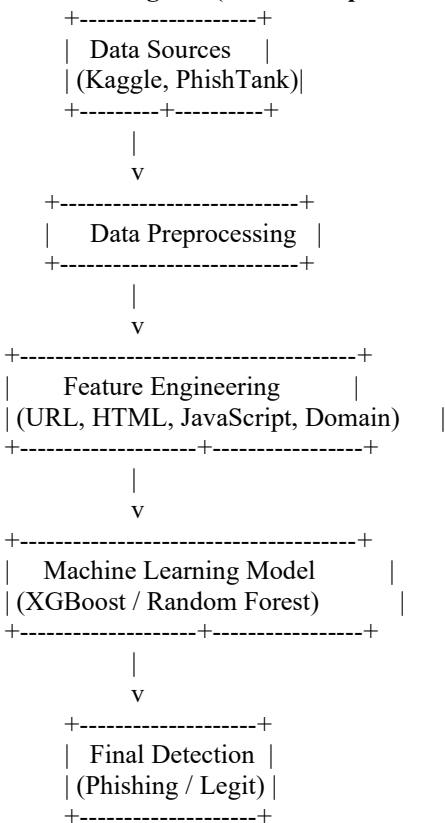 +--------------------+
| Data Sources |
| (Kaggle, PhishTank)|
+---------+----------+
|
v
+---------------------------+
| Data Preprocessing |
+---------------------------+
|
v
+--------------------------------------+
| Feature Engineering |
| (URL, HTML, JavaScript, Domain) |
+--------------------+-----------------+
|
v
+--------------------------------------+
| Machine Learning Model |
| (XGBoost / Random Forest) |
+--------------------+-----------------+
|
v
+--------------------+
| Final Detection |
| (Phishing / Legit) |
+--------------------+